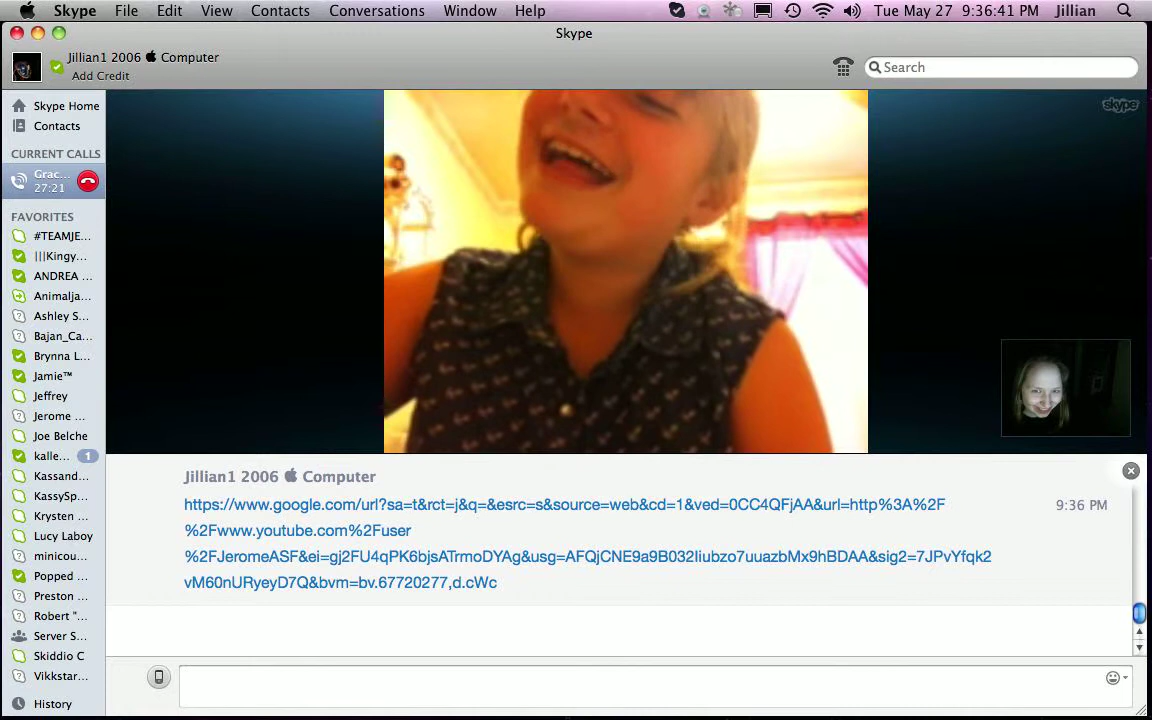 Skype File Edit View Contacts Conversations Window Help Tue May 27 9:36:41 PM Jillian
Skype
Jillian1 2006 Computer
Add Credit
Search
Skype Home
Contacts
CURRENT CALLS
Grac...
27:21
FAVORITES
#TEAMJE...
|||Kingy...
ANDREA ...
Animalja...
Ashley S...
Bajan_Ca...
Brynna L...
Jamie™
Jeffrey
Jerome ...
Joe Belche
kalle... 1
Kassand...
KassySp...
Krysten ...
Lucy Laboy
minicou...
Popped ...
Preston ...
Robert "...
Server S...
Skiddio C
Vikkstar...
History
skype
Jillian1 2006 Computer
https://www.google.com/url?sa=t&rct=j&q=&esrc=s&source=web&cd=1&ved=0CC4QFjAA&url=http%3A%2F
%2Fwww.youtube.com%2Fuser
%2FJeromeASF&ei=gj2FU4qPK6bjsATrmoDYAg&usg=AFQjCNE9a9B032Iiubzo7uuazbMx9hBDAA&sig2=7JPvYfqk2
vM60nURyeyD7Q&bvm=bv.67720277,d.cWc
9:36 PM